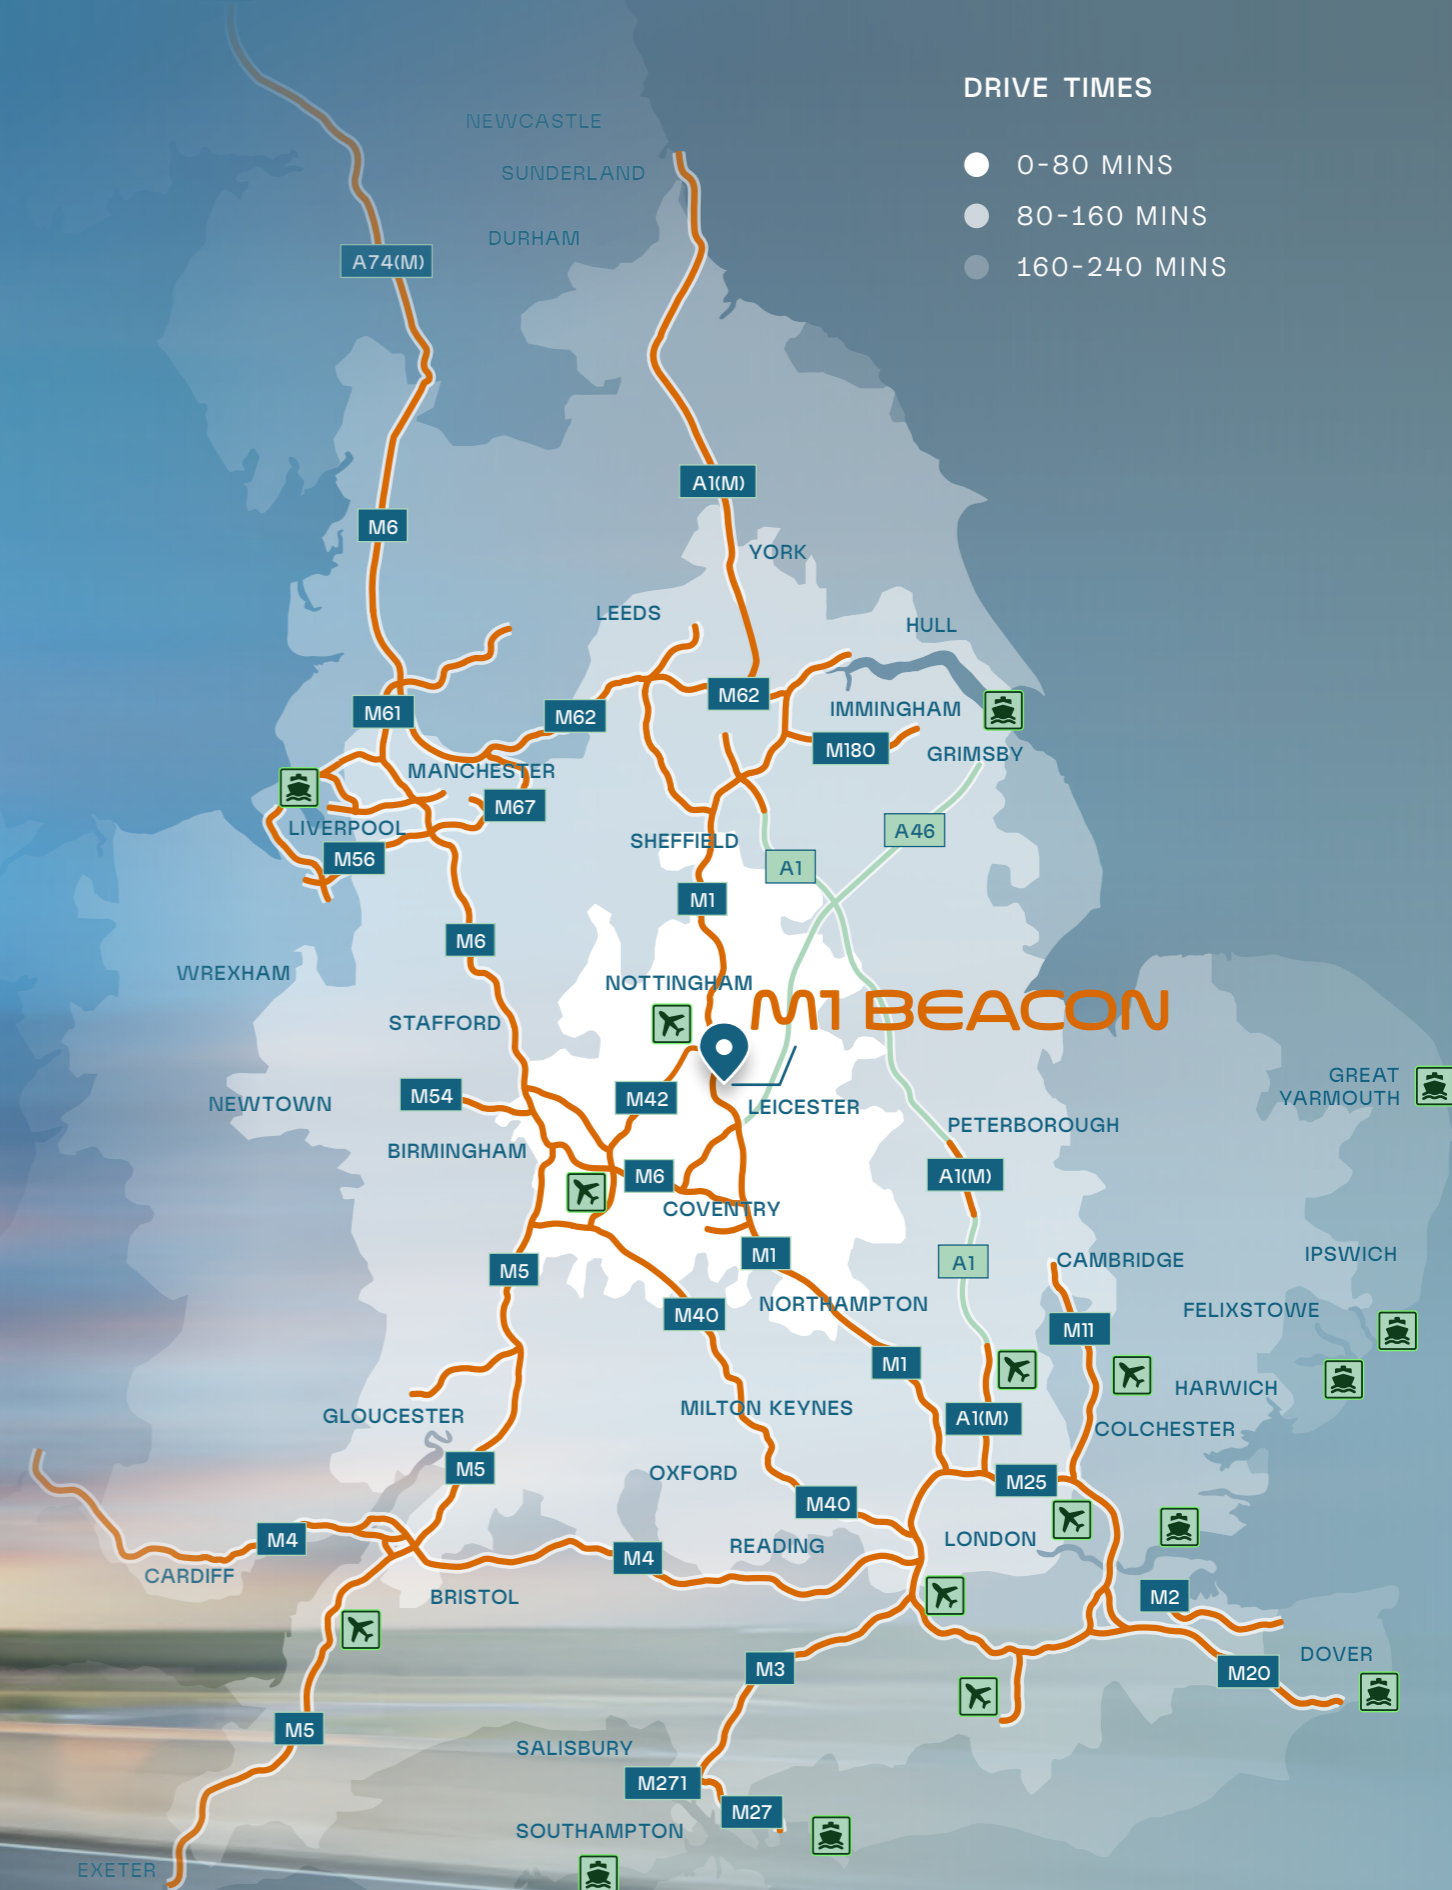 DRIVE TIMES
0-80 MINS
80-160 MINS
160-240 MINS
NEWCASTLE
SUNDERLAND
DURHAM
A74(M)
A1(M)
M6
YORK
LEEDS
HULL
M62
M61
M62
IMMINGHAM
M180
GRIMSBY
MANCHESTER
M67
LIVERPOOL
A46
SHEFFIELD
M56
A1
M1
M6
WREXHAM
NOTTINGHAM
M1 BEACON
STAFFORD
GREAT
YARMOUTH
M54
M42
NEWTOWN
LEICESTER
PETERBOROUGH
BIRMINGHAM
M6
A1(M)
COVENTRY
M1
IPSWICH
CAMBRIDGE
A1
M5
NORTHAMPTON
FELIXSTOWE
M40
M11
M1
HARWICH
MILTON KEYNES
GLOUCESTER
A1(M)
COLCHESTER
M5
OXFORD
M25
M40
M4
LONDON
READING
M4
CARDIFF
BRISTOL
M2
DOVER
M3
M20
M5
SALISBURY
M271
M27
SOUTHAMPTON
EXETER